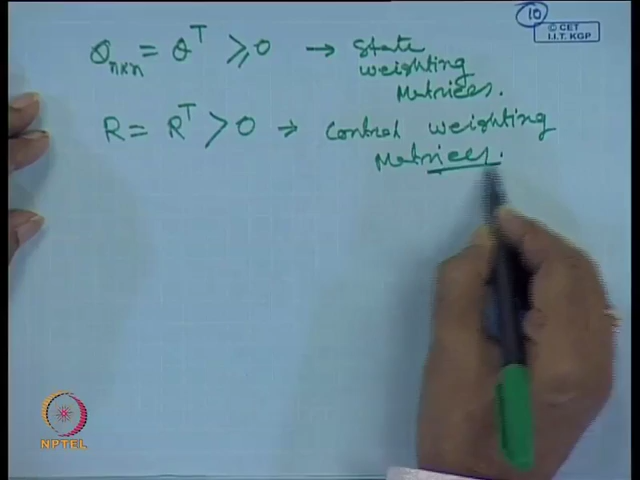 10
© CET
I.I.T. KGP
Q_{n×n} = Q^T ≥ 0 → State
weighting
Matrices.
R = R^T > 0 → Control weighting
Matrices.
NPTEL